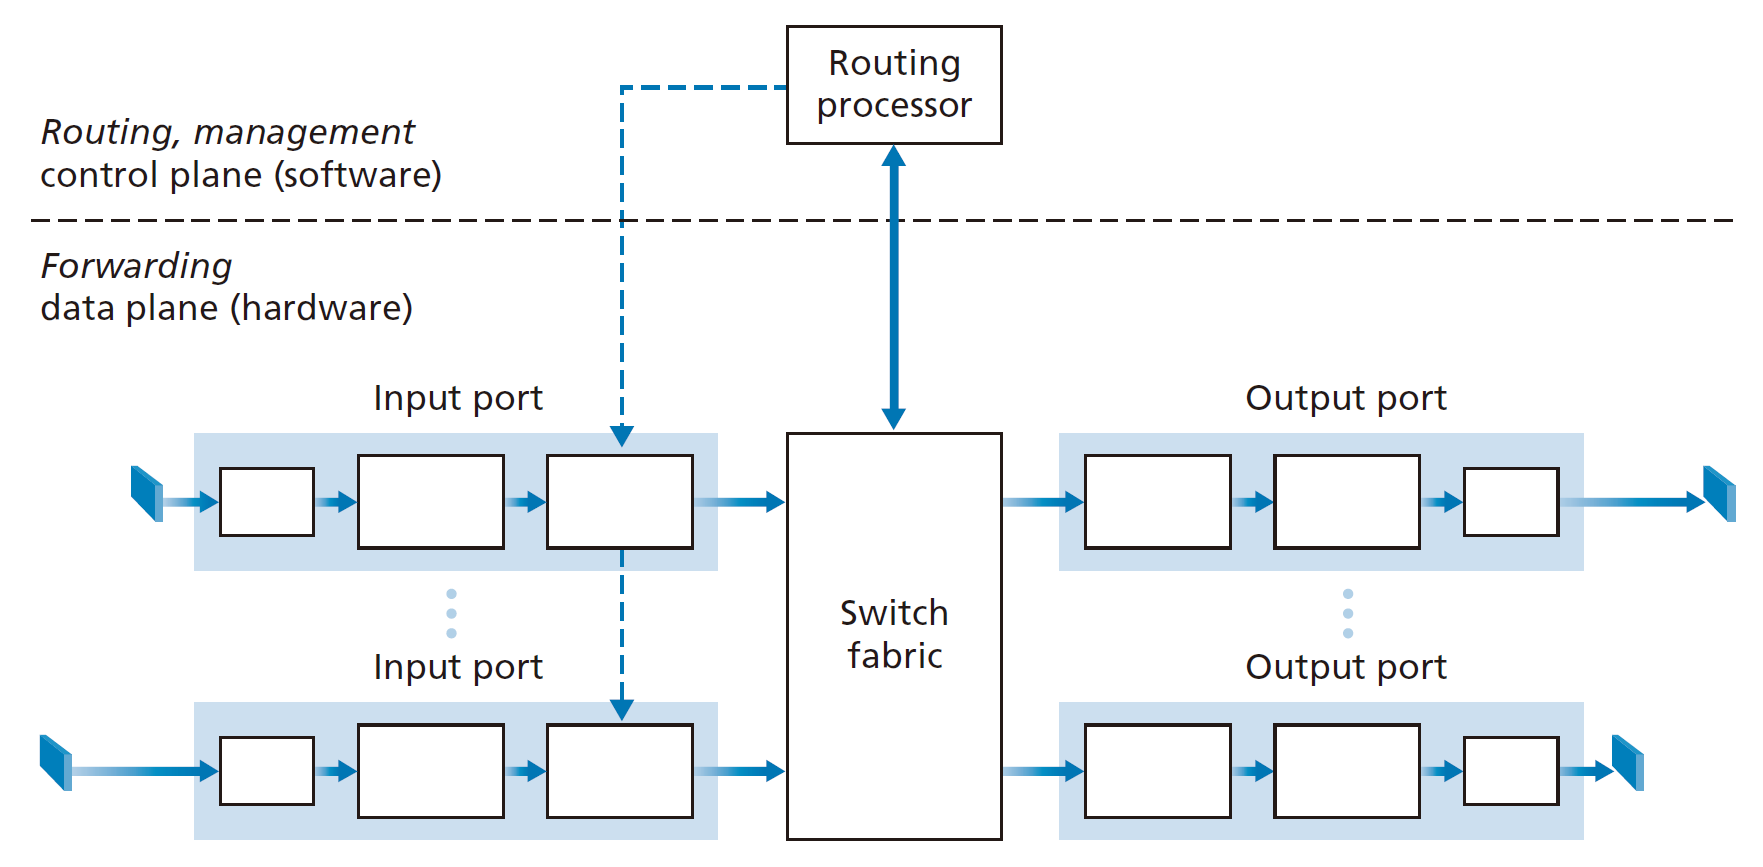 Routing
processor
Routing, management
control plane (software)
Forwarding
data plane (hardware)
Input port
Output port
Switch
fabric
Input port
Output port